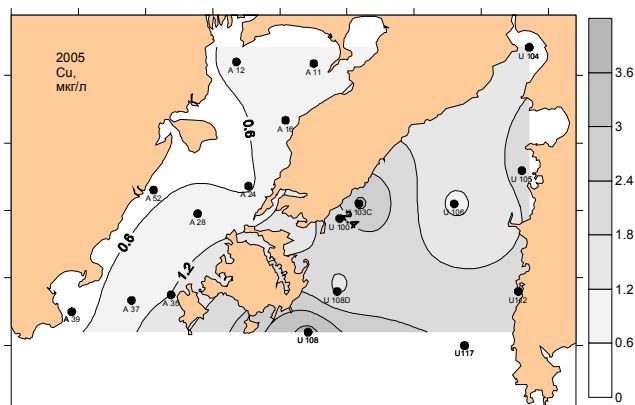 2005
Cu,
мкг/л
A 12
A 11
U 104
3.6
A 16
0.6
3
U 105
2.4
A 24
A 52
U 103C
U 106
A 28
U 100
1.8
0.6
1.2
U 108D
U142
1.2
A 35
A 37
A 39
0.6
U 108
U117
0